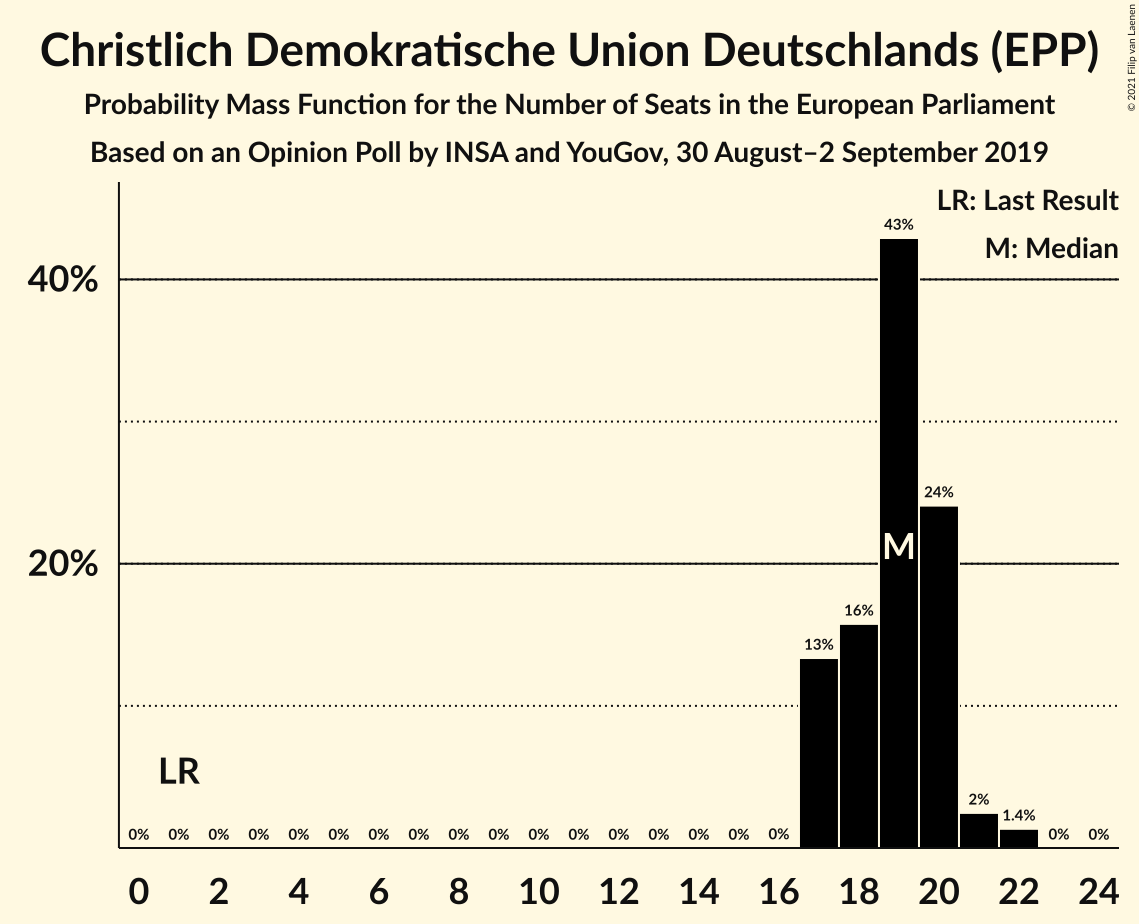 Christlich Demokratische Union Deutschlands (EPP)
Probability Mass Function for the Number of Seats in the European Parliament
Based on an Opinion Poll by INSA and YouGov, 30 August–2 September 2019
© 2021 Filip van Laenen
LR: Last Result
M: Median
43%
40%
24%
M
20%
16%
13%
LR
2%
1.4%
0% 0% 0% 0% 0% 0% 0% 0% 0% 0% 0% 0% 0% 0% 0% 0% 0% 0% 0%
0 2 4 6 8 10 12 14 16 18 20 22 24